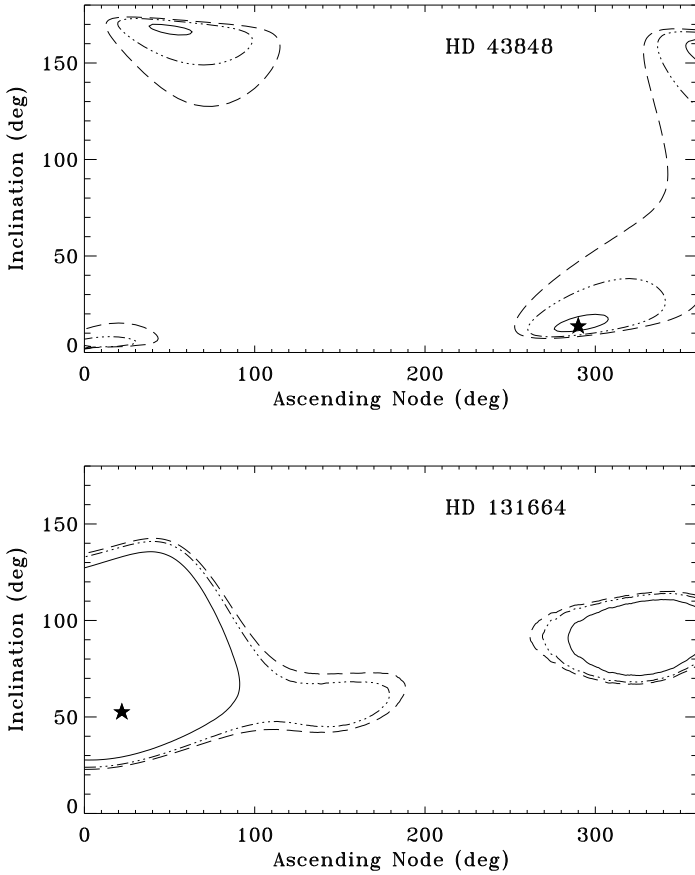 HD 43848
150
100
50
0
Inclination (deg)
0 100 200 300
Ascending Node (deg)
HD 131664
150
100
50
0
Inclination (deg)
0 100 200 300
Ascending Node (deg)